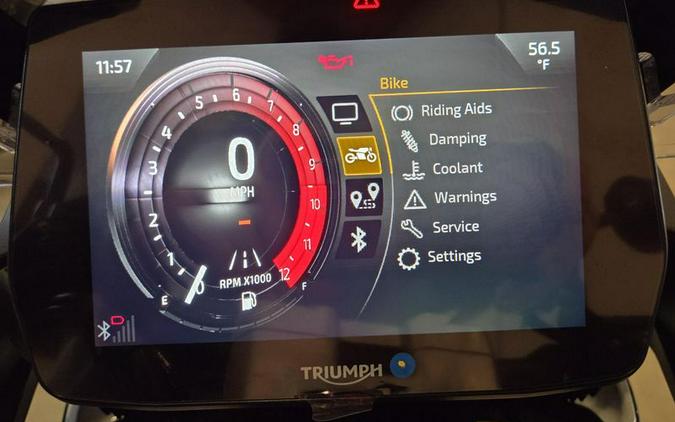 11:57
56.5
°F
Bike
Riding Aids
Damping
Coolant
Warnings
Service
Settings
0
MPH
-
0
1
2
3
4
5
6
7
8
9
10
11
12
RPM X1000
E
F
TRIUMPH